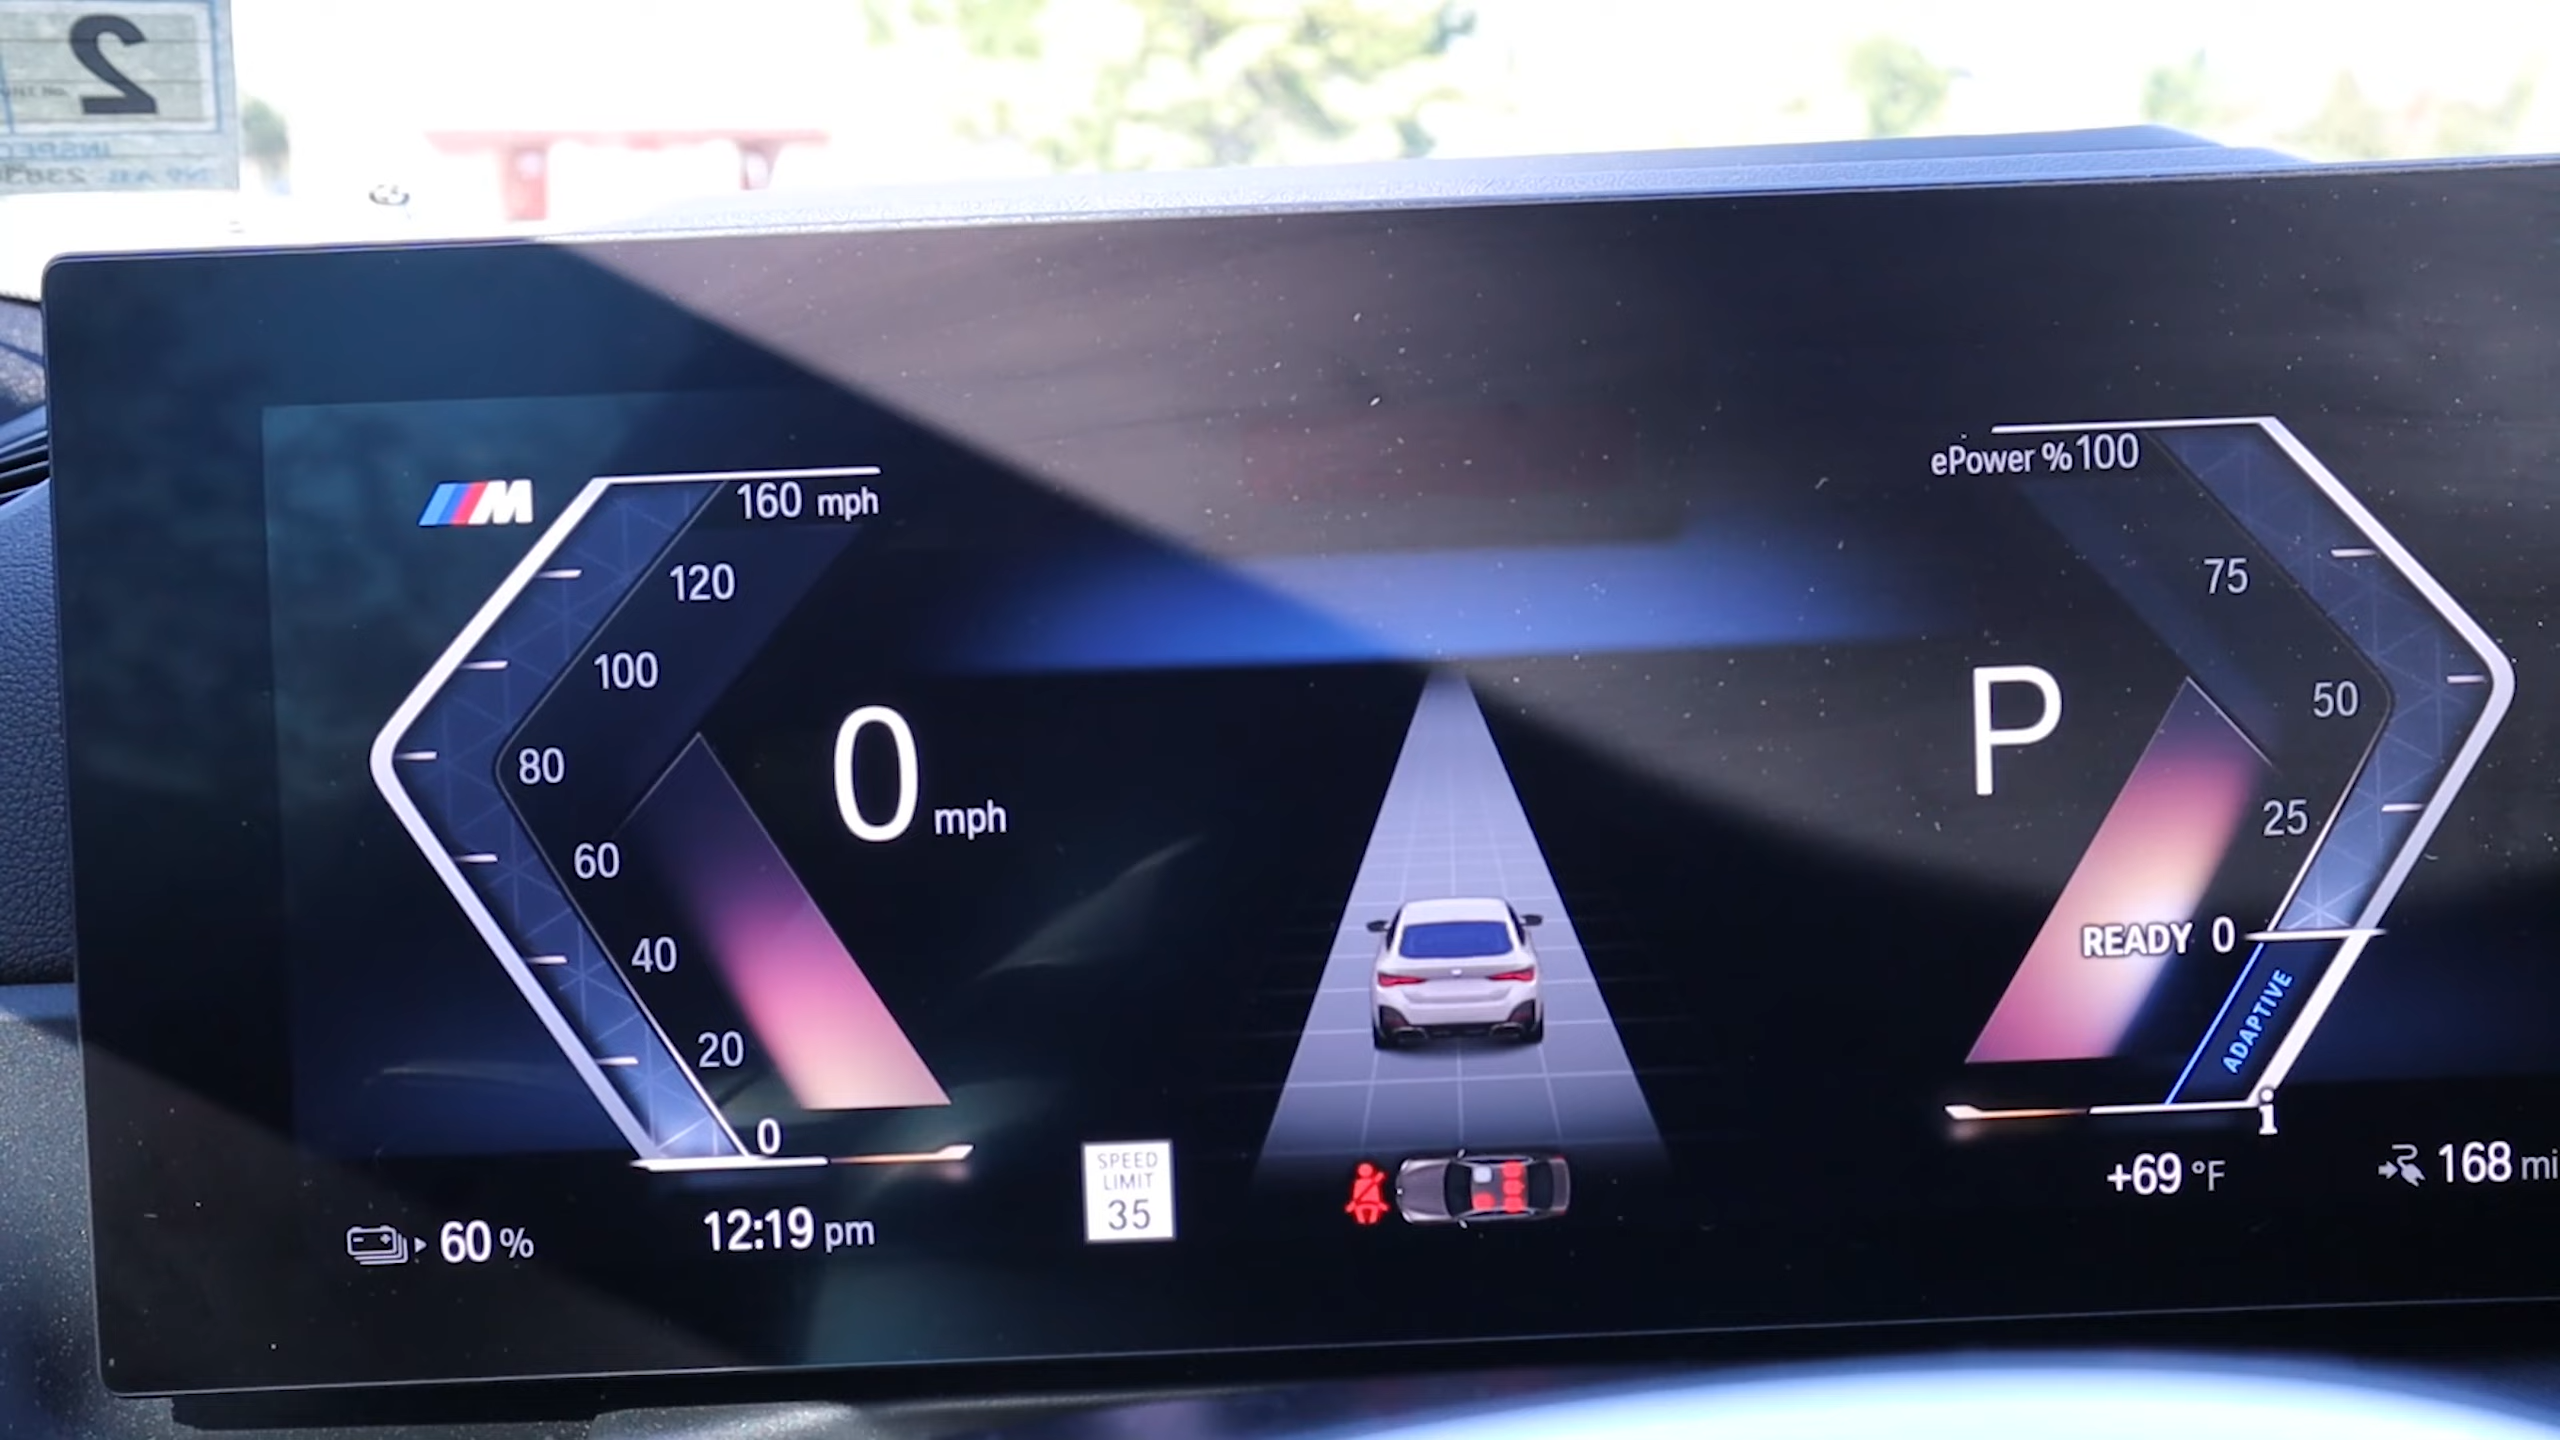 2
M
160 mph
120
100
80
60
40
20
0
0 mph
60 %
12:19 pm
SPEED
LIMIT
35
ePower % 100
75
50
25
READY 0
ADAPTIVE
P
+69 °F
168 mi